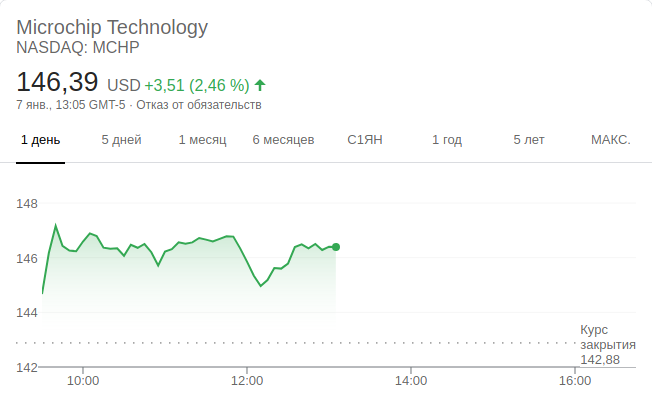 Microchip Technology
NASDAQ: MCHP
146,39 USD +3,51 (2,46 %)
7 янв., 13:05 GMT-5 · Отказ от обязательств
1 день 5 дней 1 месяц 6 месяцев С1ЯН 1 год 5 лет МАКС.
148
146
144
Курс
закрытия
142,88
142
10:00 12:00 14:00 16:00